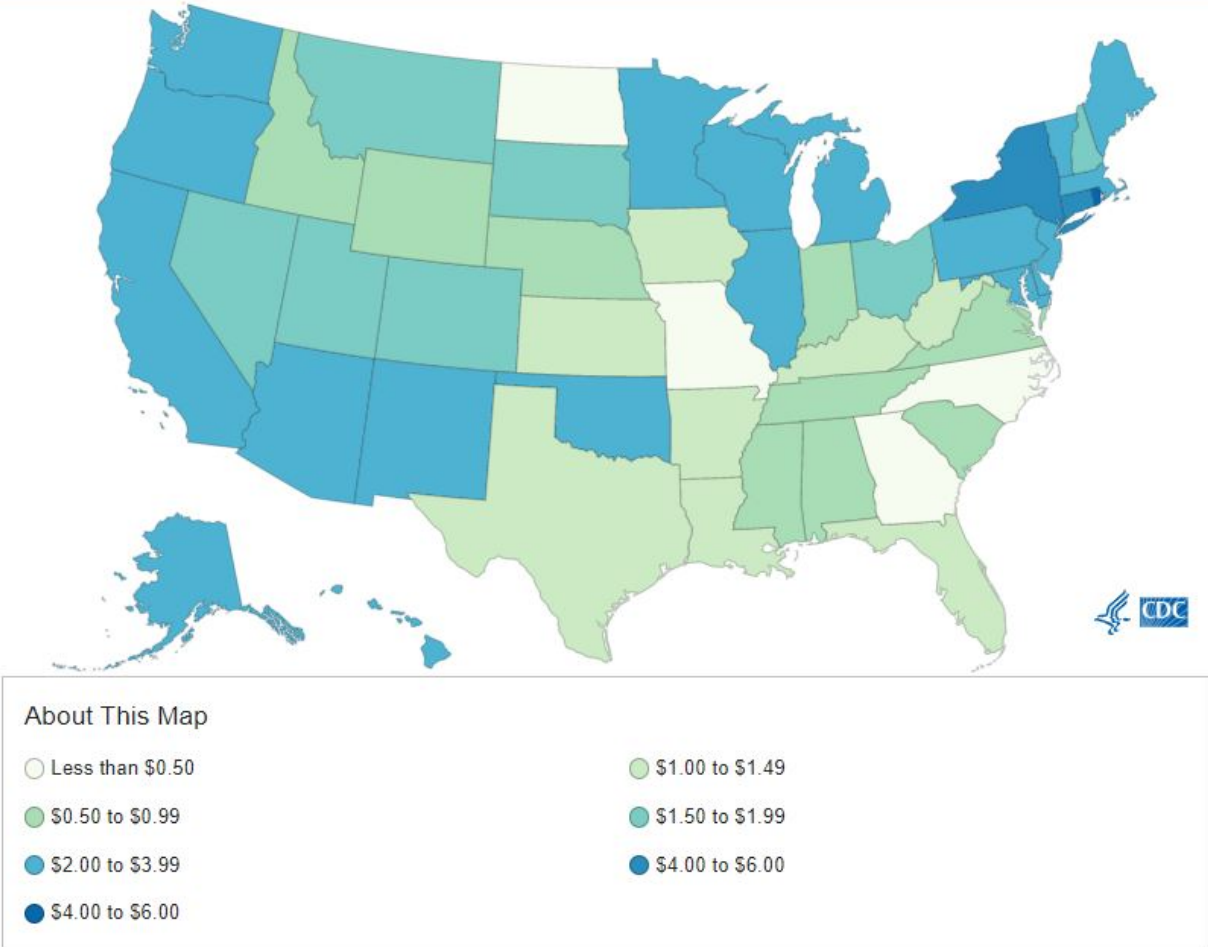 CDC
About This Map
Less than $0.50
$1.00 to $1.49
$0.50 to $0.99
$1.50 to $1.99
$2.00 to $3.99
$4.00 to $6.00
$4.00 to $6.00